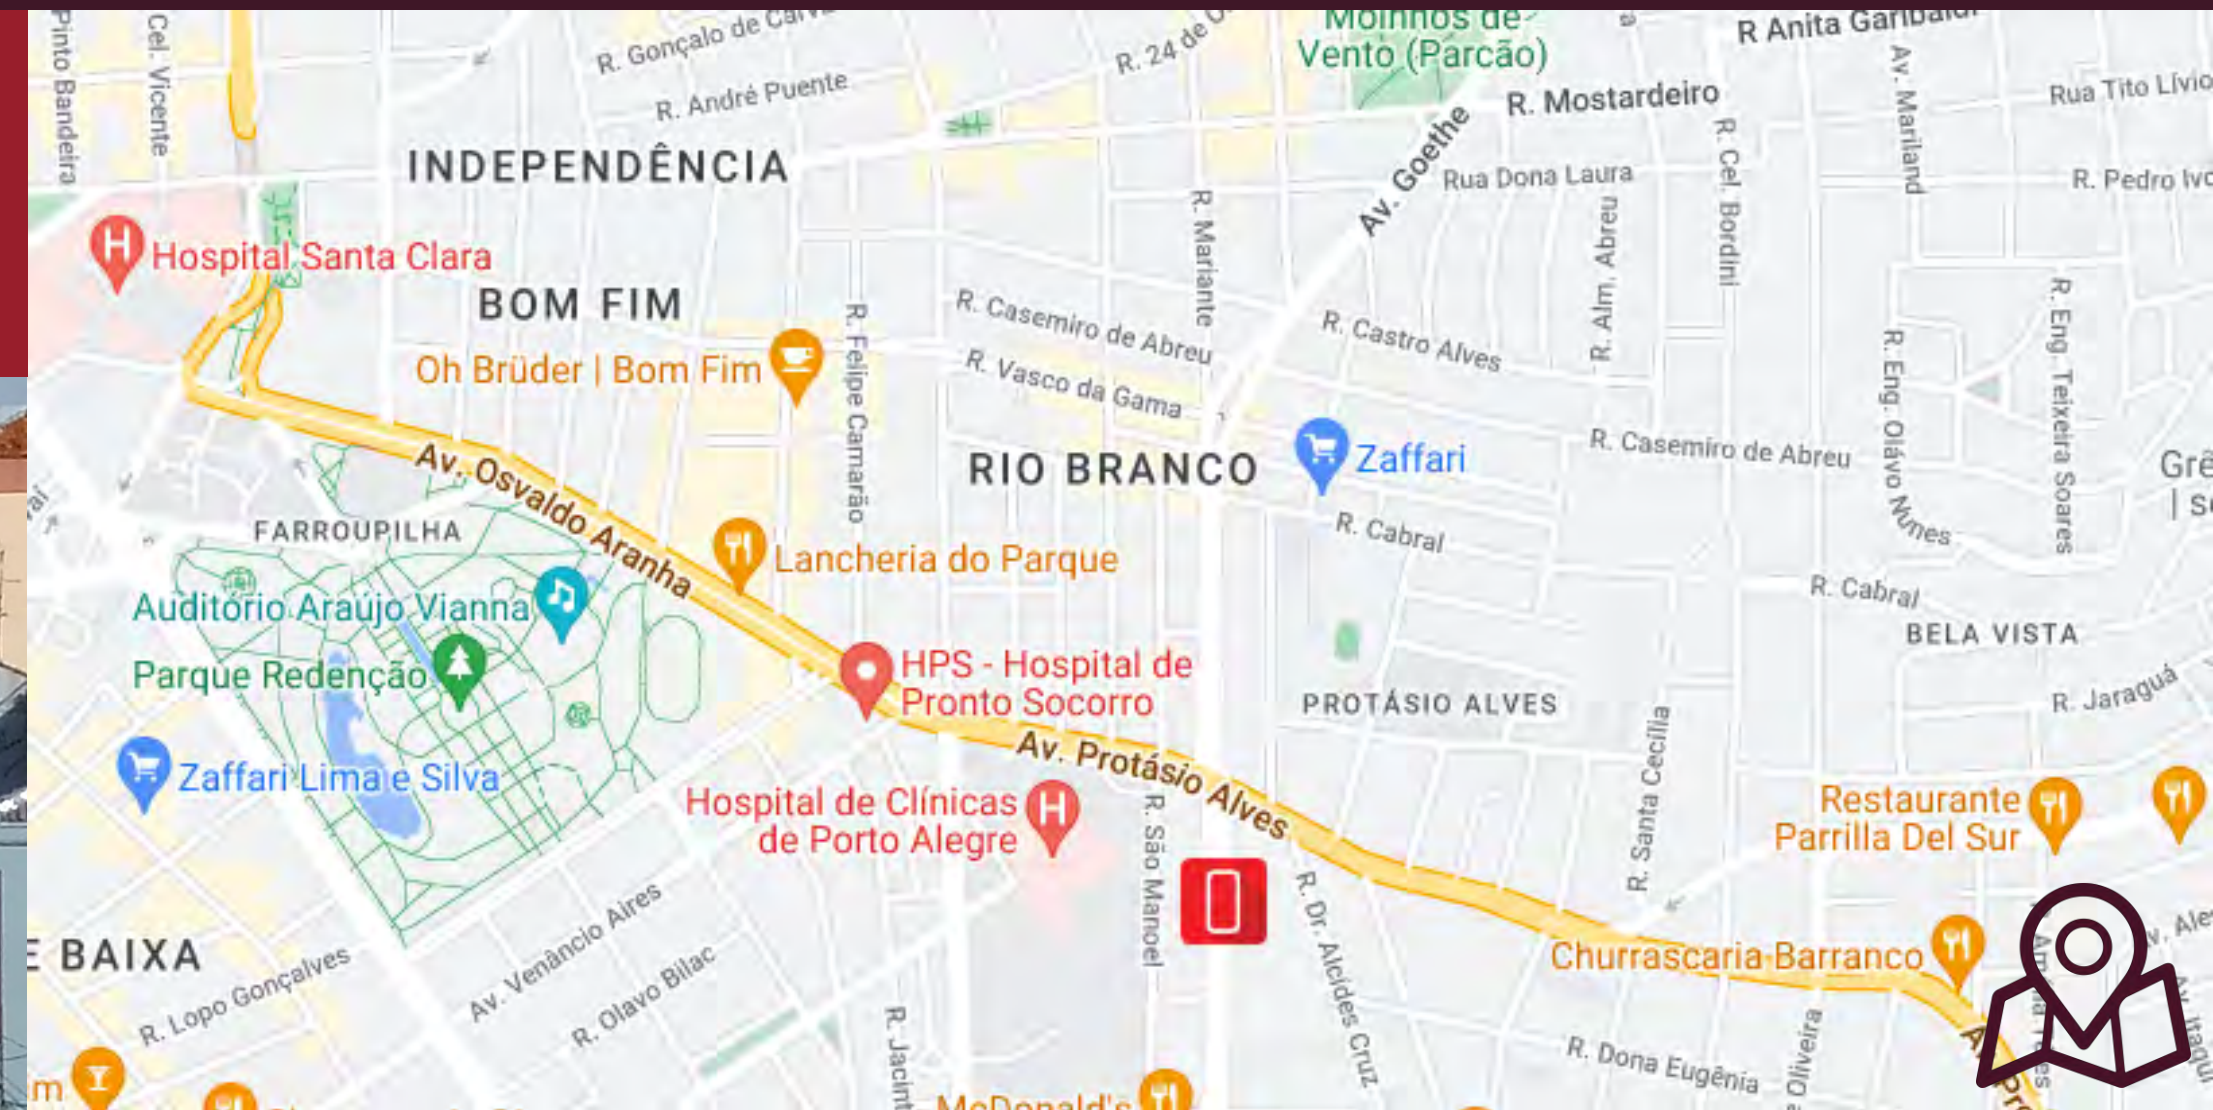 Pinto Bandeira
Cel. Vicente
R. Gonçalo de
R. André Puente
R. 24 de
Moinhos de
Vento (Parcão)
R Anita Garibaldi
R. Mostardeiro
Av. Mariland
Rua Tito Lívio
INDEPENDÊNCIA
Av. Goethe
Rua Dona Laura
R. Cel. Bordini
R. Pedro Ivo
R. Mariante
R. Alm. Abreu
Hospital Santa Clara
BOM FIM
R. Felipe Camarão
R. Casemiro de Abreu
R. Castro Alves
R. Eng. Teixeira Soares
R. Eng. Olávo Nunes
Oh Brüder | Bom Fim
R. Vasco da Gama
Av. Osvaldo Aranha
RIO BRANCO
Zaffari
R. Casemiro de Abreu
Grê
FARROUPILHA
R. Cabral
Lancheria do Parque
Auditório Araújo Vianna
R. Cabral
BELA VISTA
Parque Redenção
HPS - Hospital de
Pronto Socorro
PROTÁSIO ALVES
R. Jaraguá
Av. Protásio Alves
R. Santa Cecília
Zaffari Lima e Silva
Hospital de Clínicas
de Porto Alegre
R. São Manoel
Restaurante
Parrilla Del Sur
R. Dr. Alcides Cruz
E BAIXA
Av. Venâncio Aires
Churrascaria Barranco
R. Lopo Gonçalves
R. Olavo Bilac
R. Jacint
R. Dona Eugênia
Oliveira
Av. Itaqui
m
McDonald's